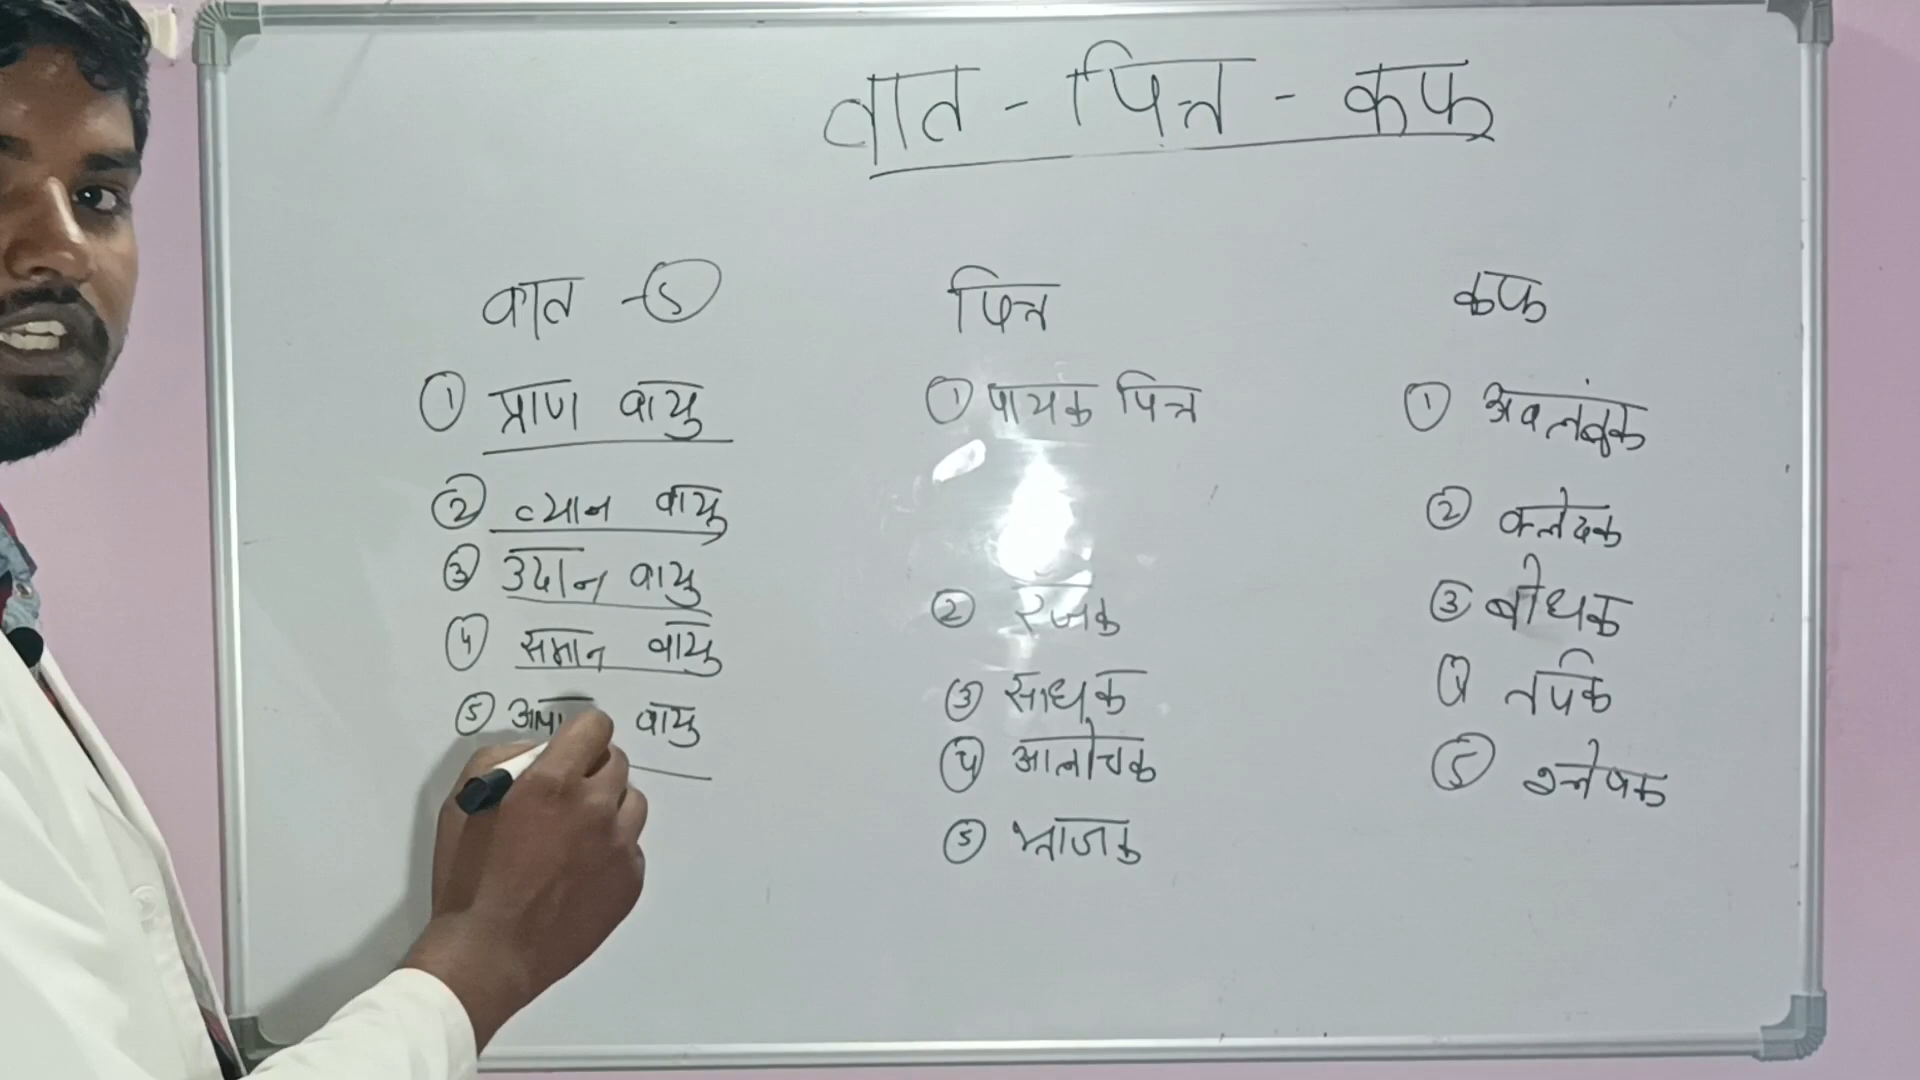 वात - पित्त - कफ
वात - 5
① प्राण वायु
② व्यान वायु
③ उदान वायु
④ समान वायु
⑤ वायु
पित्त
① पाचक पित्त
② रंजक
③ साधक
④ आलोचक
⑤ भ्राजक
कफ
① अवलंबक
② क्लेदक
③ बोधक
④ तर्पक
⑤ श्लेषक